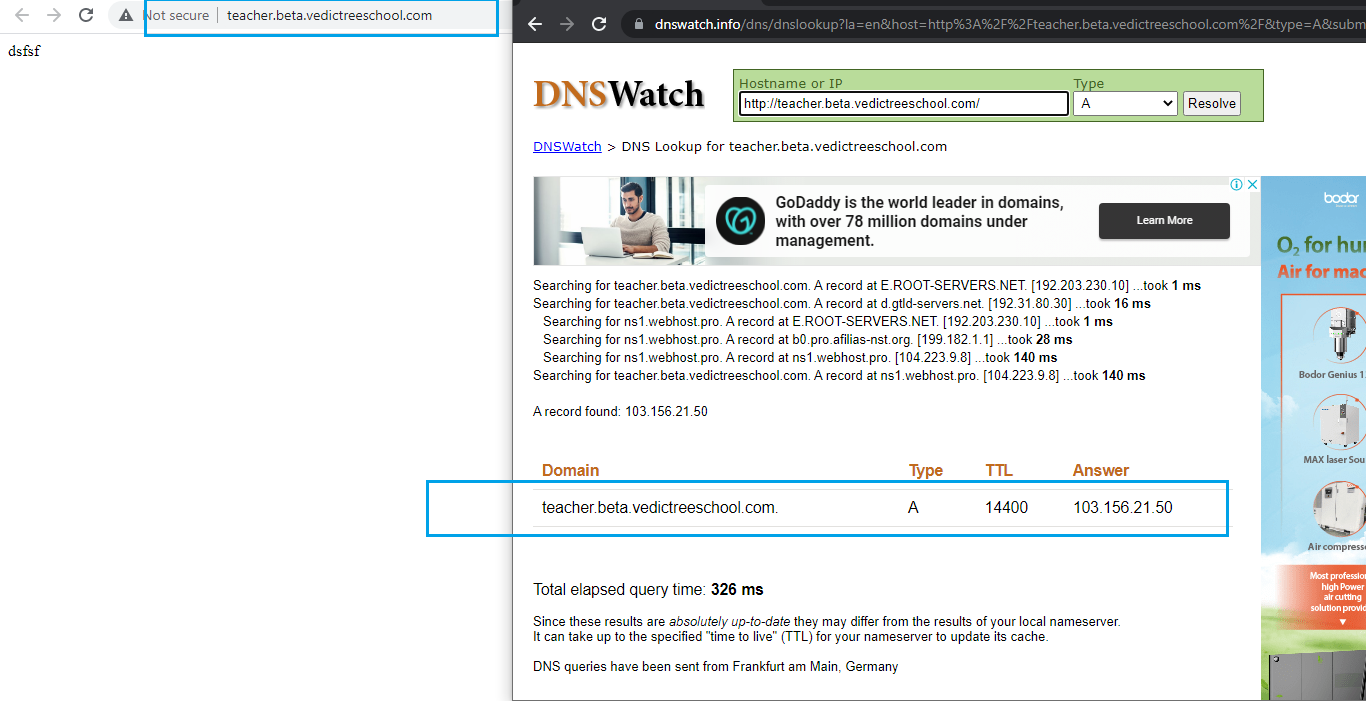 Not secure | teacher.beta.vedictreeschool.com
dsfsf
dnswatch.info/dns/dnslookup?la=en&host=http%3A%2F%2Fteacher.beta.vedictreeschool.com%2F&type=A&subm
DNSWatch
Hostname or IP Type
http://teacher.beta.vedictreeschool.com/ A Resolve
DNSWatch > DNS Lookup for teacher.beta.vedictreeschool.com
GoDaddy is the world leader in domains,
with over 78 million domains under
management.
Learn More
Searching for teacher.beta.vedictreeschool.com. A record at E.ROOT-SERVERS.NET. [192.203.230.10] ...took 1 ms
Searching for teacher.beta.vedictreeschool.com. A record at d.gtld-servers.net. [192.31.80.30] ...took 16 ms
Searching for ns1.webhost.pro. A record at E.ROOT-SERVERS.NET. [192.203.230.10] ...took 1 ms
Searching for ns1.webhost.pro. A record at b0.pro.afilias-nst.org. [199.182.1.1] ...took 28 ms
Searching for ns1.webhost.pro. A record at ns1.webhost.pro. [104.223.9.8] ...took 140 ms
Searching for teacher.beta.vedictreeschool.com. A record at ns1.webhost.pro. [104.223.9.8] ...took 140 ms
A record found: 103.156.21.50
Domain Type TTL Answer
teacher.beta.vedictreeschool.com. A 14400 103.156.21.50
Total elapsed query time: 326 ms
Since these results are absolutely up-to-date they may differ from the results of your local nameserver.
It can take up to the specified "time to live" (TTL) for your nameserver to update its cache.
DNS queries have been sent from Frankfurt am Main, Germany
bodor
O₂ for hu
Air for mac
Bodor Genius 1
MAX laser Sou
Air compress
Most profession
high Power
air cutting
solution provid